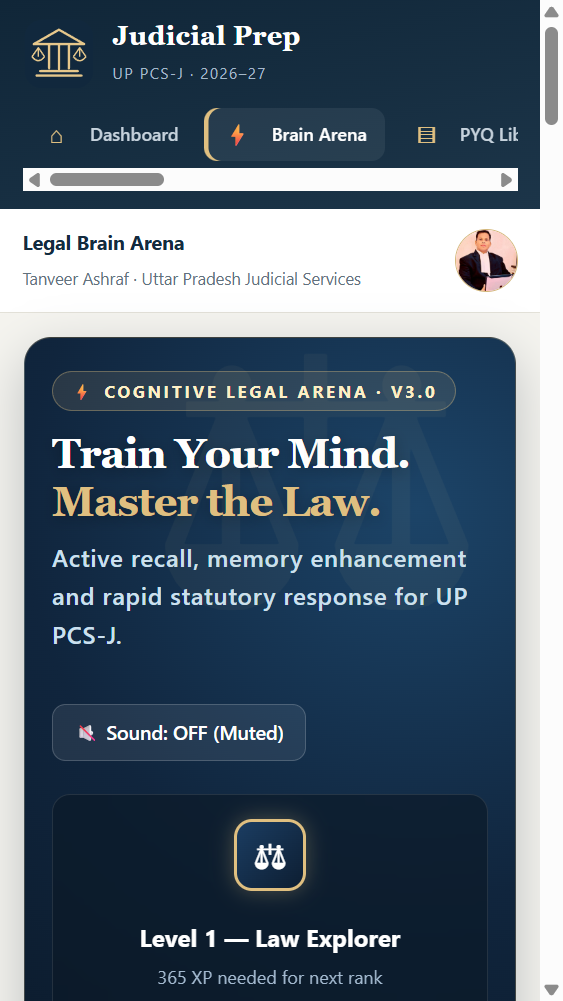 Judicial Prep
UP PCS-J · 2026–27
Dashboard
Brain Arena
PYQ Lib
Legal Brain Arena
Tanveer Ashraf · Uttar Pradesh Judicial Services
COGNITIVE LEGAL ARENA · V3.0
Train Your Mind.
Master the Law.
Active recall, memory enhancement
and rapid statutory response for UP
PCS-J.
Sound: OFF (Muted)
Level 1 — Law Explorer
365 XP needed for next rank